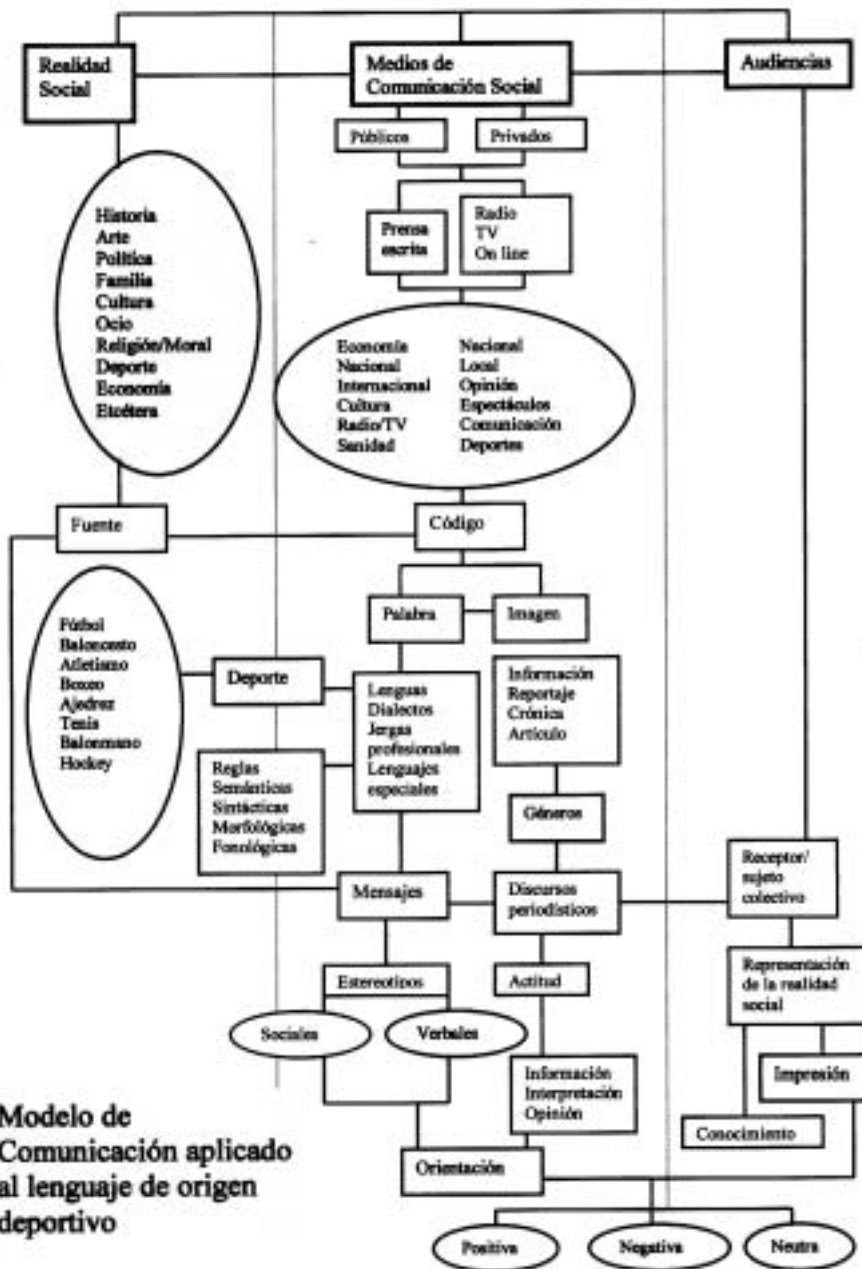 Realidad
Social
Medios de
Comunicación Social
Audiencias
Públicos
Privados
Historia
Arte
Política
Familia
Cultura
Ocio
Religión/Moral
Deporte
Economía
Etcétera
Prensa
escrita
Radio
TV
On line
Economía
Nacional
Internacional
Cultura
Radio/TV
Sanidad
Nacional
Local
Opinión
Espectáculos
Comunicación
Deportes
Fuente
Código
Palabra
Imagen
Fútbol
Baloncesto
Atletismo
Boxeo
Ajedrez
Tenis
Balonmano
Hockey
Deporte
Lenguas
Dialectos
Jergas
profesionales
Lenguajes
especiales
Información
Reportaje
Crónica
Artículo
Reglas
Semánticas
Sintácticas
Morfológicas
Fonológicas
Géneros
Mensajes
Discursos
periodísticos
Receptor/
sujeto
colectivo
Estereotipos
Actitud
Representación
de la realidad
social
Sociales
Verbales
Información
Interpretación
Opinión
Impresión
Conocimiento
Modelo de
Comunicación aplicado
al lenguaje de origen
deportivo
Orientación
Positiva
Negativa
Neutra